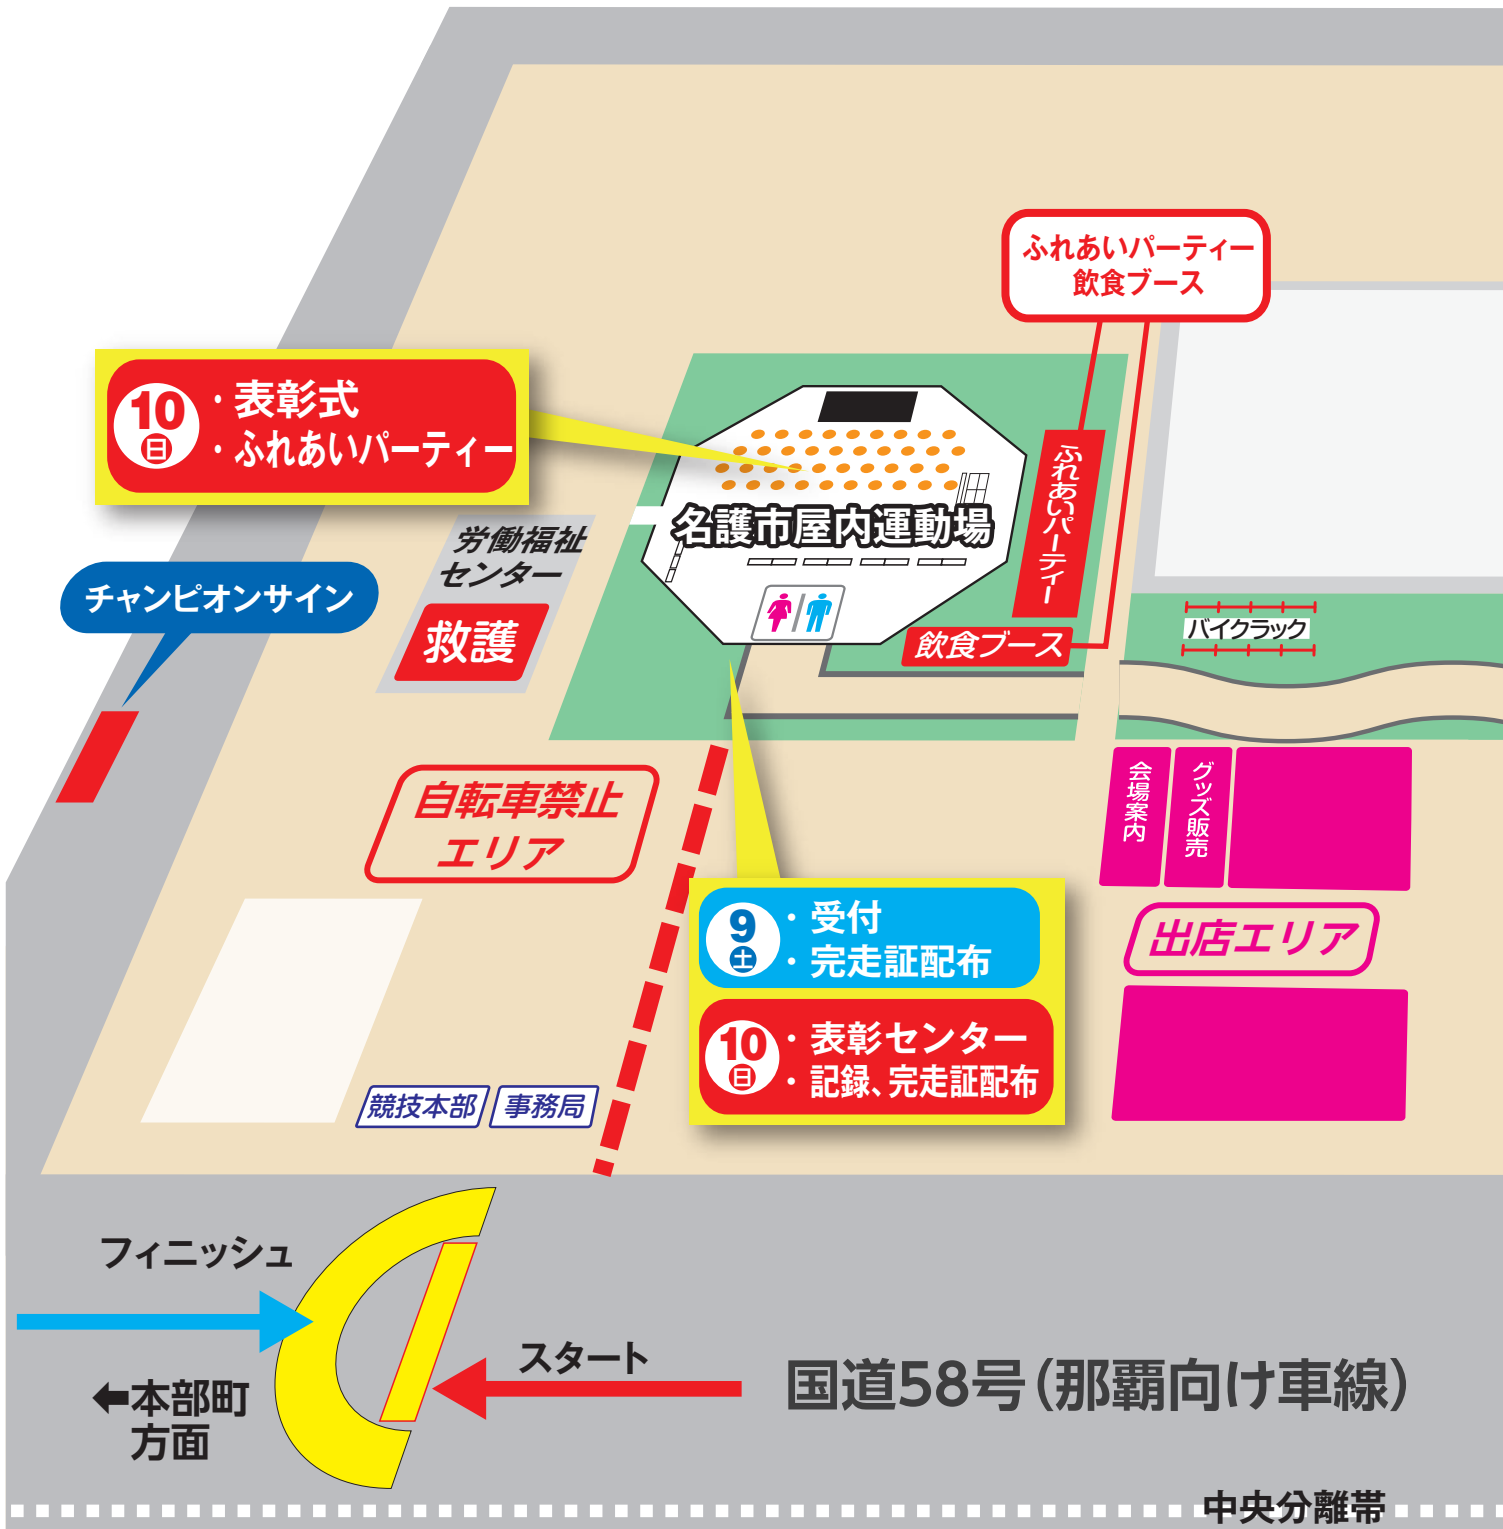 ふれあいパーティー
飲食ブース
10
日
・表彰式
・ふれあいパーティー
名護市屋内運動場
ふれあいパーティー
飲食ブース
労働福祉
センター
救護
チャンピオンサイン
バイクラック
自転車禁止
エリア
会場案内
グッズ販売
9
土
・受付
・完走証配布
10
日
・表彰センター
・記録、完走証配布
出店エリア
競技本部
事務局
フィニッシュ
スタート
国道58号(那覇向け車線)
←本部町
方面
中央分離帯